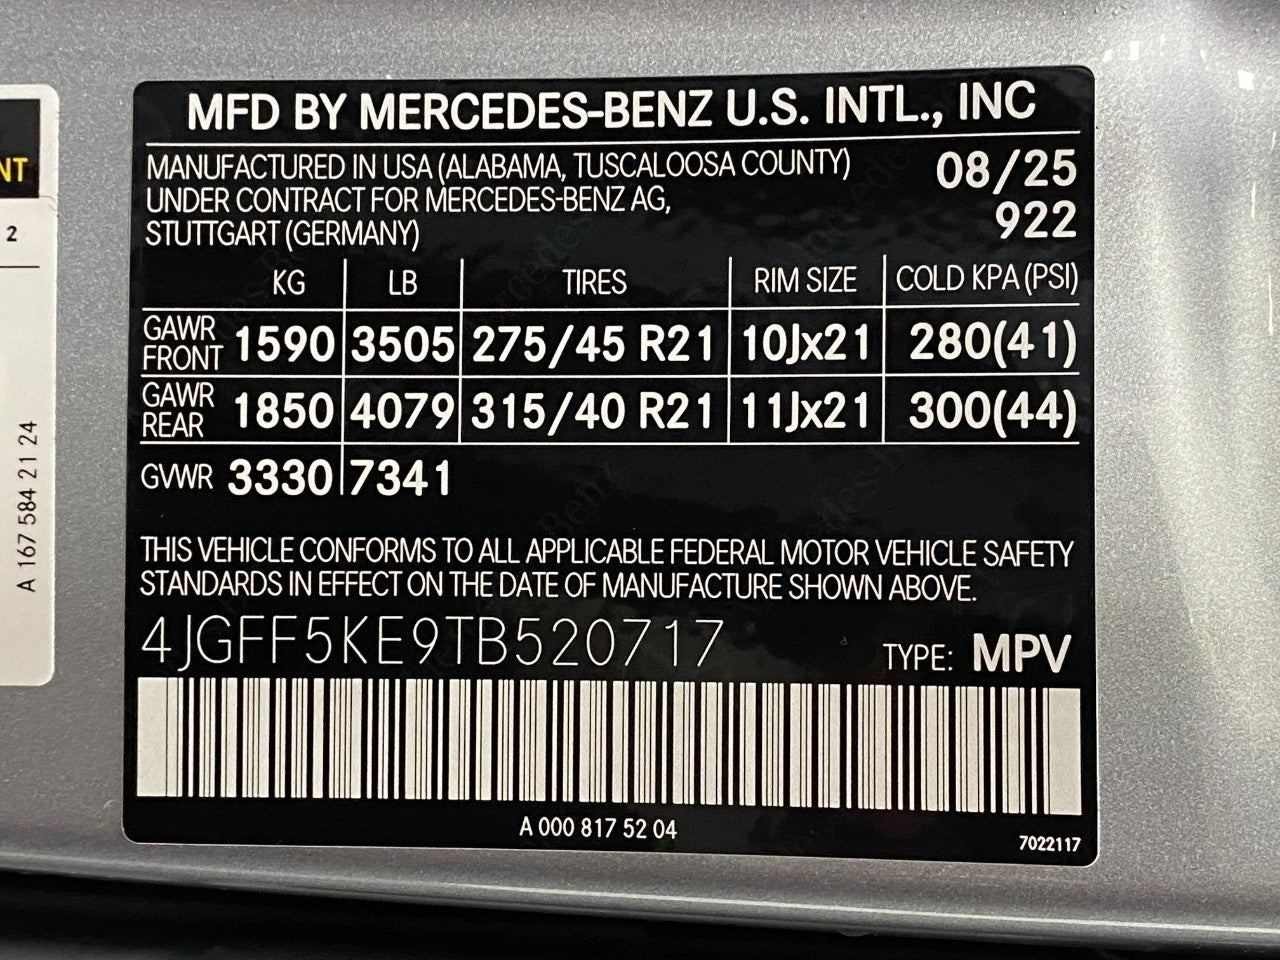 MFD BY MERCEDES-BENZ U.S. INTL., INC
MANUFACTURED IN USA (ALABAMA, TUSCALOOSA COUNTY) 08/25
UNDER CONTRACT FOR MERCEDES-BENZ AG, 922
STUTTGART (GERMANY)
KG LB TIRES RIM SIZE COLD KPA (PSI)
GAWR FRONT 1590 3505 275/45 R21 10Jx21 280(41)
GAWR REAR 1850 4079 315/40 R21 11Jx21 300(44)
GVWR 3330 7341
THIS VEHICLE CONFORMS TO ALL APPLICABLE FEDERAL MOTOR VEHICLE SAFETY
STANDARDS IN EFFECT ON THE DATE OF MANUFACTURE SHOWN ABOVE.
4JGFF5KE9TB520717 TYPE: MPV
A 000 817 52 04 7022117
NT
2
A 167 584 21 24